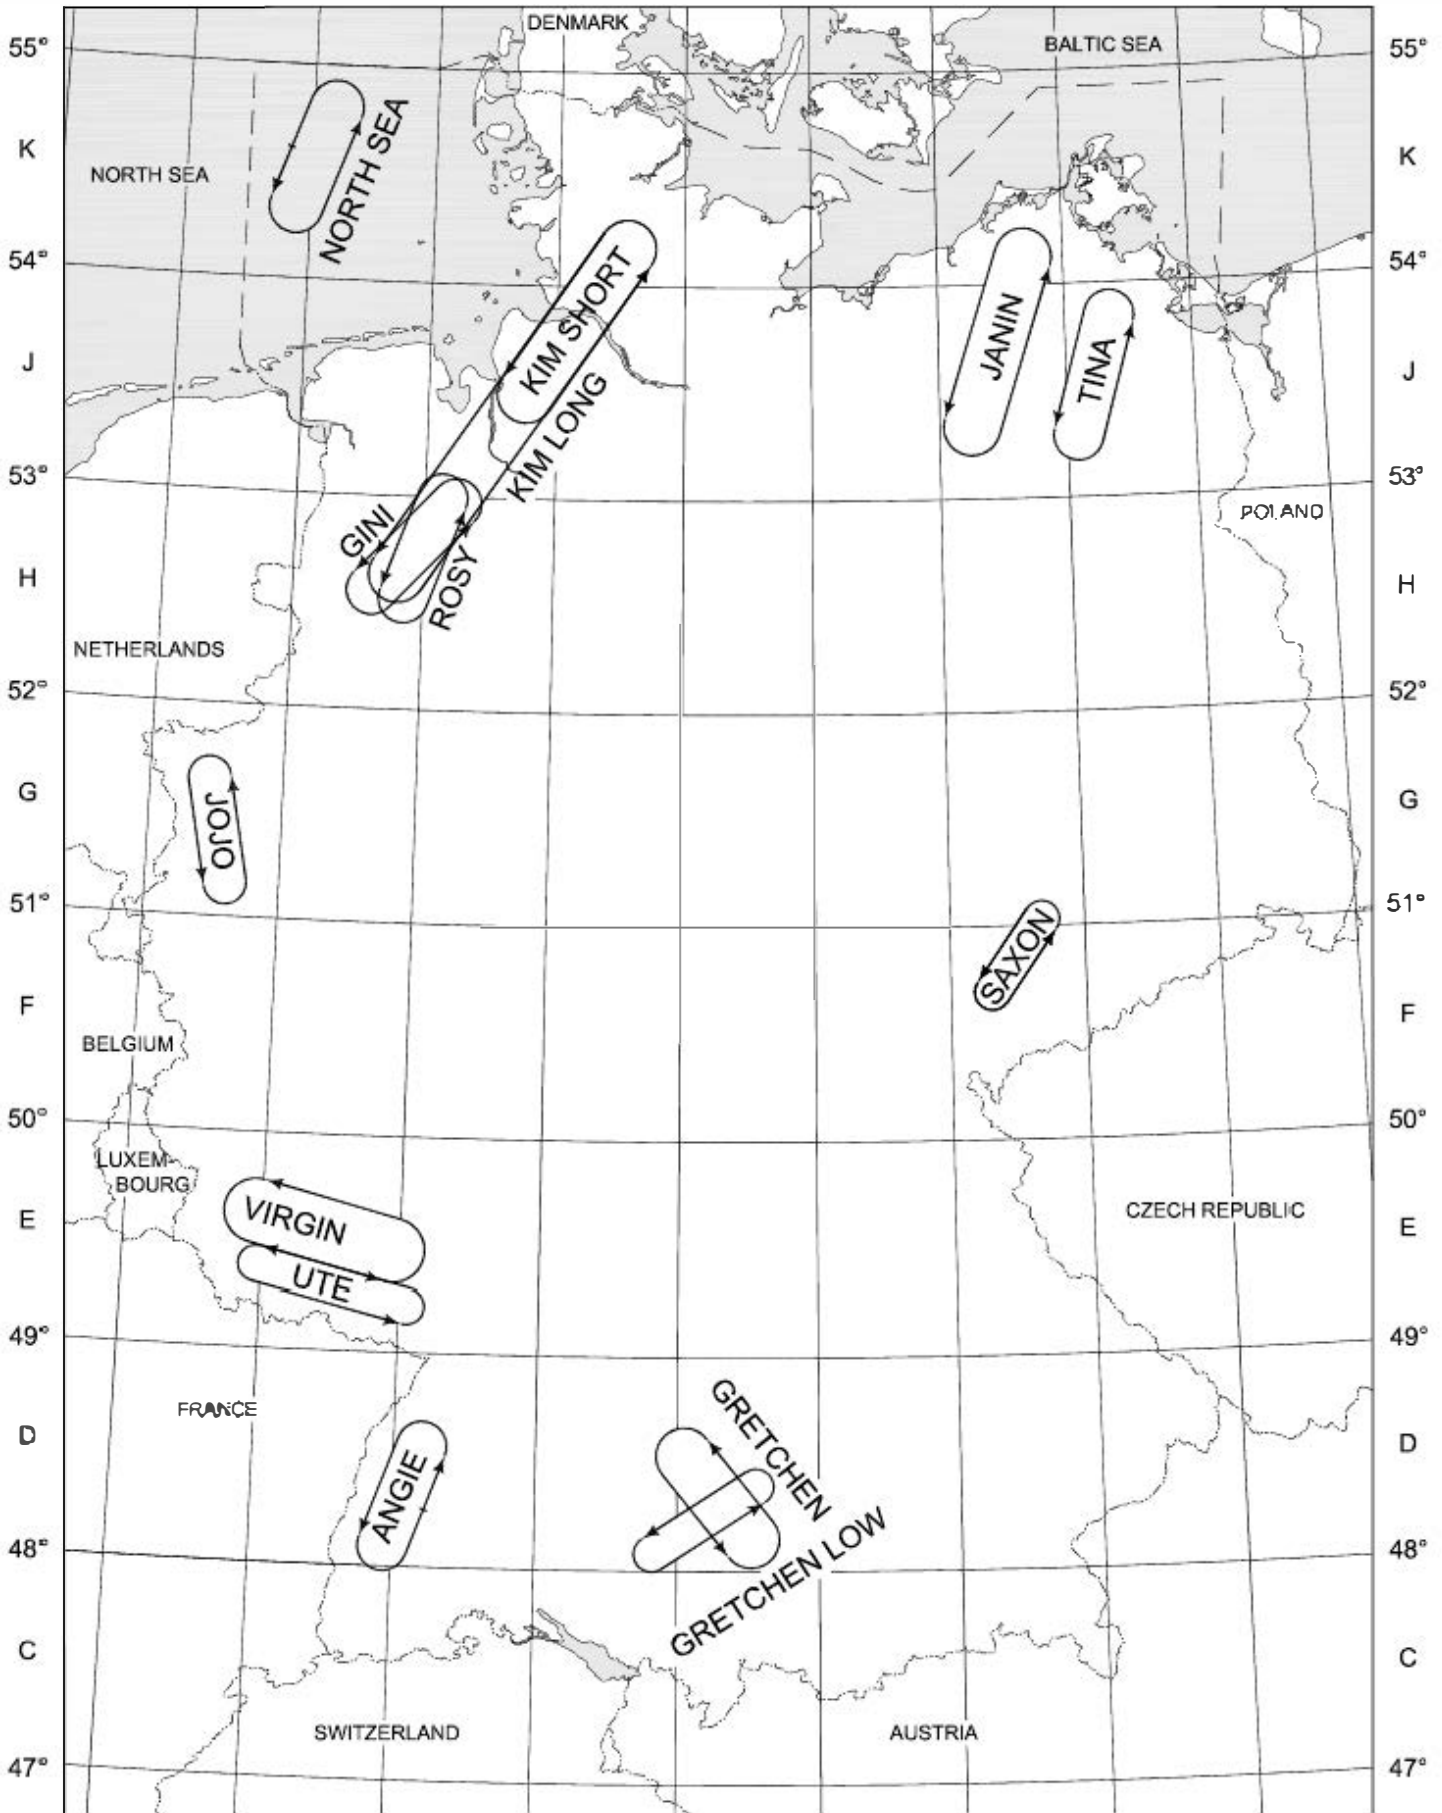 DENMARK
55°
BALTIC SEA
55°
K
NORTH SEA
NORTH SEA
K
54°
54°
KIM SHORT
JANIN
TINA
J
J
KIM LONG
53°
53°
GINI
POLAND
ROSY
H
H
NETHERLANDS
52°
52°
G
JOJO
G
51°
51°
SAXON
F
F
BELGIUM
50°
50°
LUXEM-
BOURG
VIRGIN
E
CZECH REPUBLIC
E
UTE
49°
49°
FRANCE
GRETCHEN
D
D
ANGIE
48°
48°
GRETCHEN LOW
C
C
SWITZERLAND
AUSTRIA
47°
47°